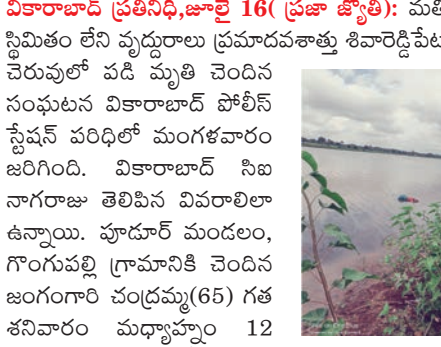 వికారాబాద్ ప్రతినిధి,జూలై 16( ప్రజా జ్యోతి): మతి
స్థిమితం లేని వృద్దురాలు ప్రమాదవశాత్తు శివారెడ్డిపేట
చెరువులో పడి మృతి చెందిన
సంఘటన వికారాబాద్ పోలీస్
స్టేషన్ పరిధిలో మంగళవారం
జరిగింది. వికారాబాద్ సిఐ
నాగరాజు తెలిపిన వివరాలిలా
ఉన్నాయి. పూడూర్ మండలం,
గొంగుపల్లి గ్రామానికి చెందిన
జంగంగారి చంద్రమ్మ(65) గత
శనివారం మధ్యాహ్నం 12